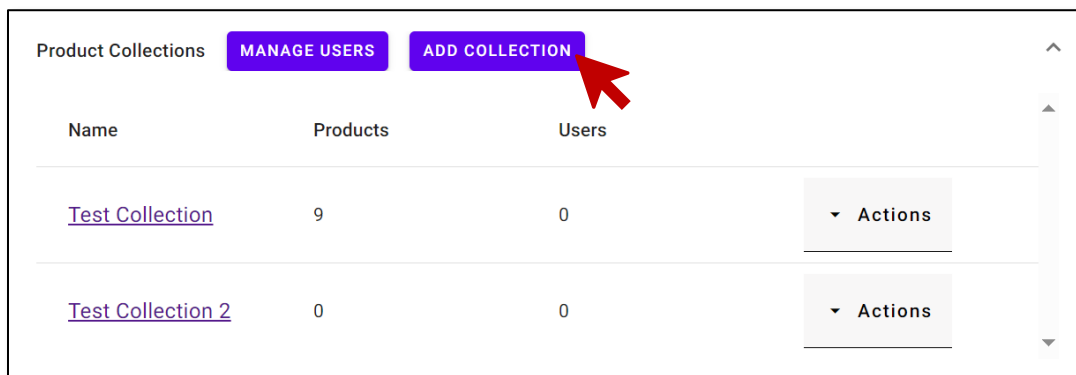 Product Collections MANAGE USERS ADD COLLECTION
Name Products Users
Test Collection 9 0 Actions
Test Collection 2 0 0 Actions